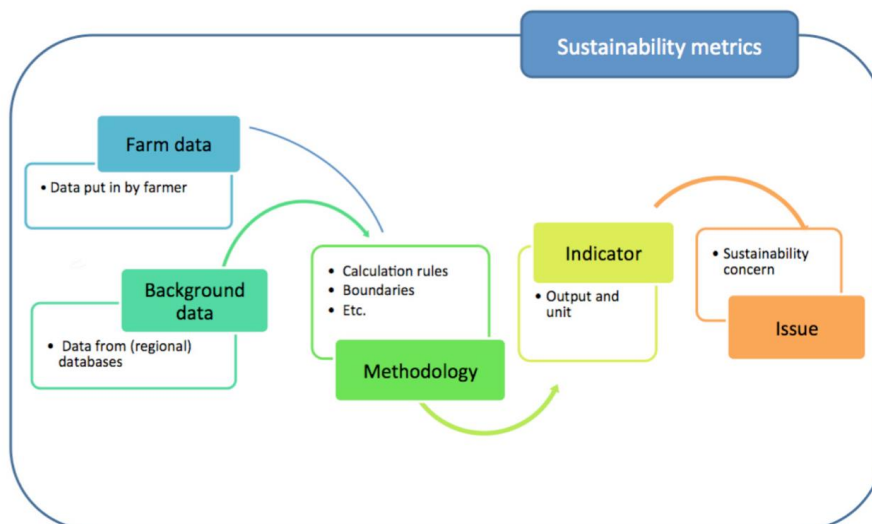 Sustainability metrics
Farm data
• Data put in by farmer
Background
data
• Data from (regional)
databases
• Calculation rules
• Boundaries
• Etc.
Methodology
Indicator
• Output and
unit
• Sustainability
concern
Issue